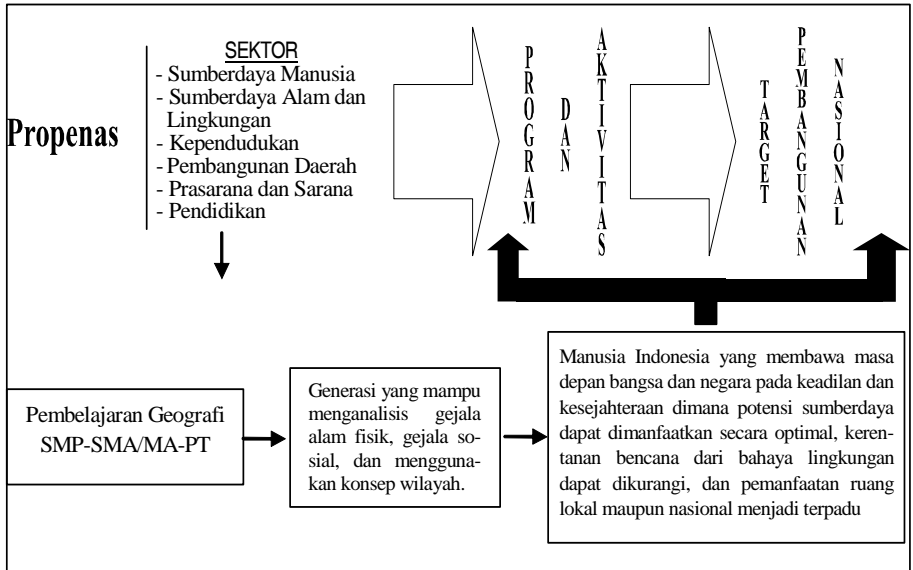 Propenas
SEKTOR
- Sumberdaya Manusia
- Sumberdaya Alam dan
Lingkungan
- Kependudukan
- Pembangunan Daerah
- Prasarana dan Sarana
- Pendidikan
PROGRAM
DAN
AKTIVITAS
TARGET
PEMBANGUNAN
NASIONAL
Pembelajaran Geografi
SMP-SMA/MA-PT
Generasi yang mampu
menganalisis gejala
alam fisik, gejala so-
sial, dan mengguna-
kan konsep wilayah.
Manusia Indonesia yang membawa masa
depan bangsa dan negara pada keadilan dan
kesejahteraan dimana potensi sumberdaya
dapat dimanfaatkan secara optimal, keren-
tanan bencana dari bahaya lingkungan
dapat dikurangi, dan pemanfaatan ruang
lokal maupun nasional menjadi terpadu